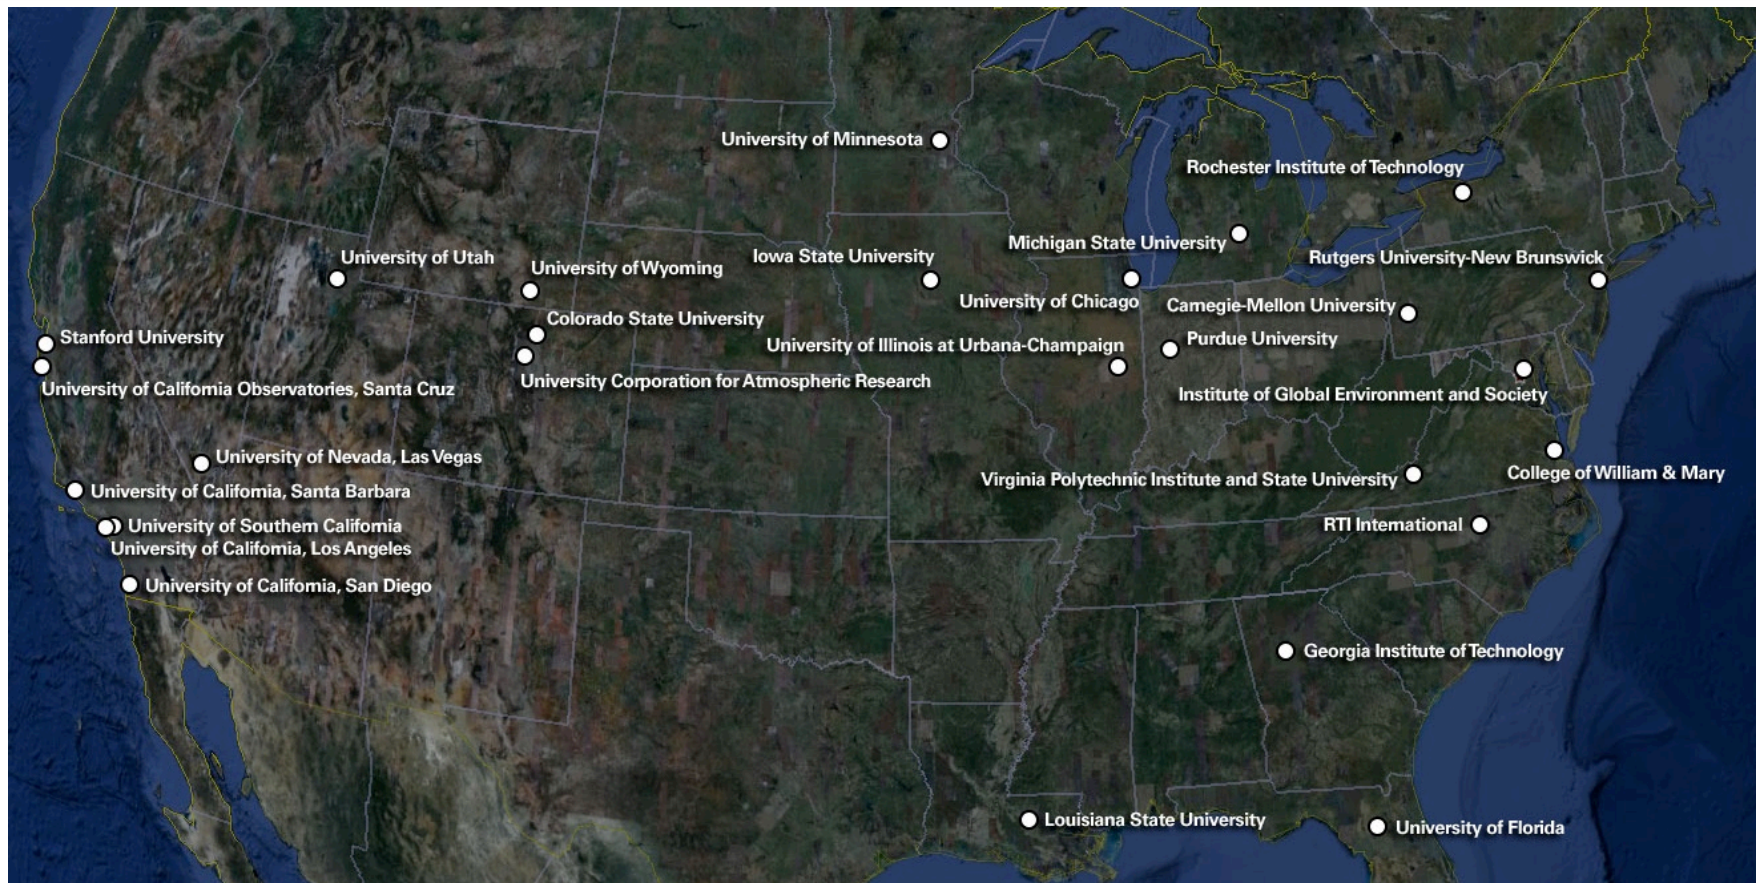 University of Minnesota
Rochester Institute of Technology
Michigan State University
University of Utah
University of Wyoming
Iowa State University
Rutgers University-New Brunswick
University of Chicago
Carnegie-Mellon University
Colorado State University
Stanford University
University of Illinois at Urbana-Champaign
Purdue University
University of California Observatories, Santa Cruz
University Corporation for Atmospheric Research
Institute of Global Environment and Society
University of Nevada, Las Vegas
Virginia Polytechnic Institute and State University
College of William & Mary
University of California, Santa Barbara
University of Southern California
RTI International
University of California, Los Angeles
University of California, San Diego
Georgia Institute of Technology
Louisiana State University
University of Florida